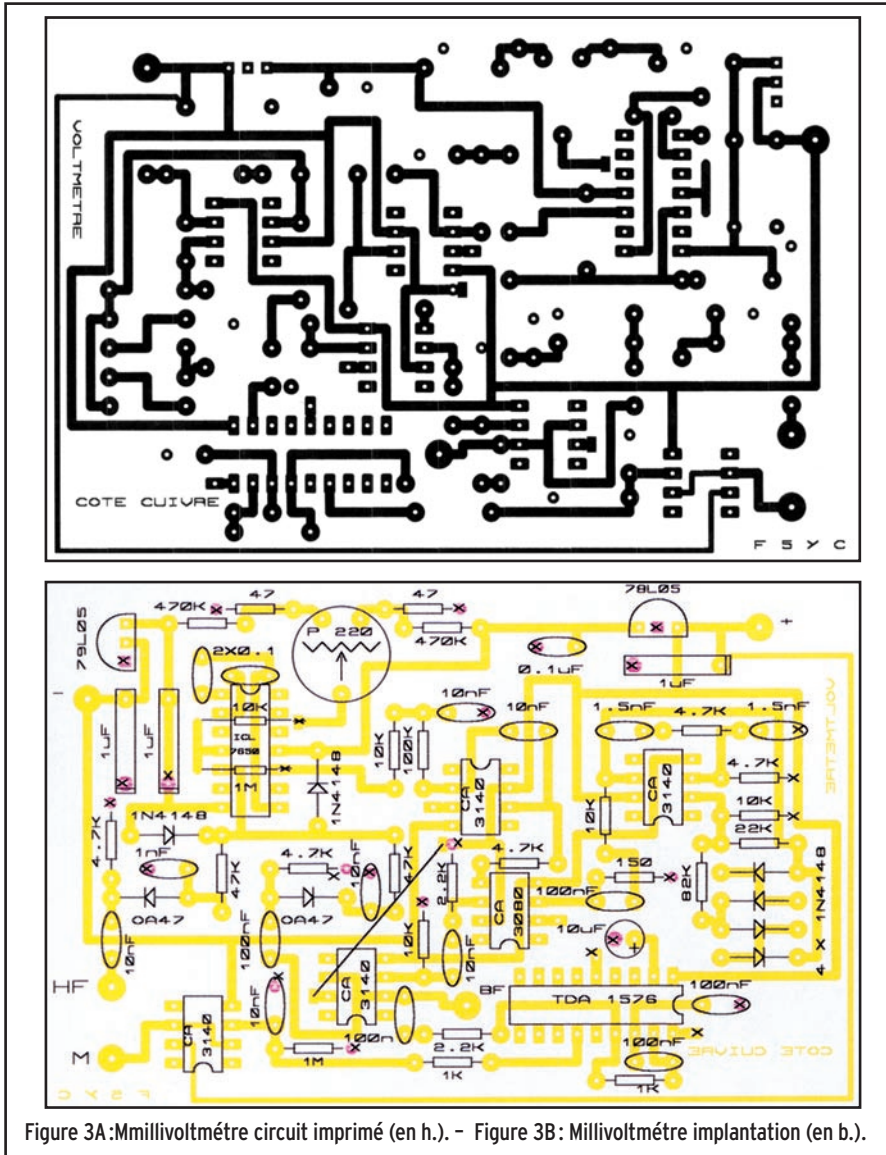 VOLTMETRE
COTE CUIVRE
F 5 Y C
79L05
470K
47
47
P 220
470K
78L05
+
2X0.1
0.1uF
1uF
-
10nF
10nF
1.5nF
4.7K
1.5nF
VOLTMETRE
1uF
1uF
10K
ICL
7650
1M
1N4148
10K
100K
CA
3140
CA
3140
4.7K
10K
10K
22K
4.7K
1N4148
1nF
47K
4.7K
10nF
47K
2.2K
4.7K
150
82K
4 X 1N4148
OA47
OA47
CA
3080
100nF
10uF
+
10nF
100nF
10K
10nF
HF
M
CA
3140
10nF
CA
3140
100n
BF
TDA 1576
100nF
1M
2.2K
1K
100nF
1K
COTE CUIVRE
F 5 Y C
Figure 3A:Mmillivoltmétre circuit imprimé (en h.). - Figure 3B: Millivoltmétre implantation (en b.).